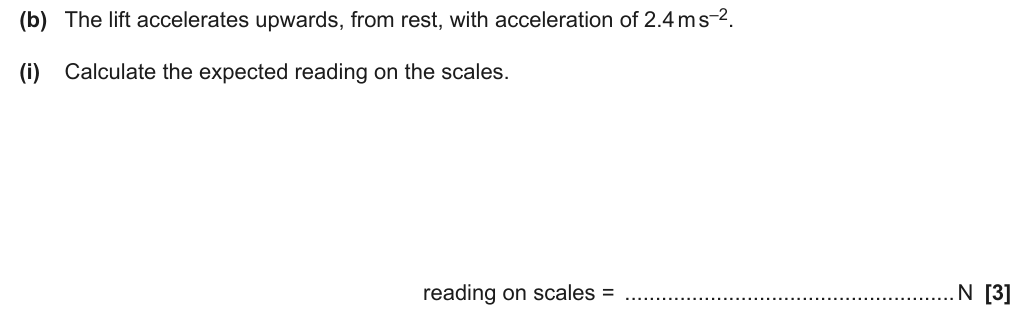 (b) The lift accelerates upwards, from rest, with acceleration of 2.4 m s⁻².
(i) Calculate the expected reading on the scales.
reading on scales = ...................................................... N [3]